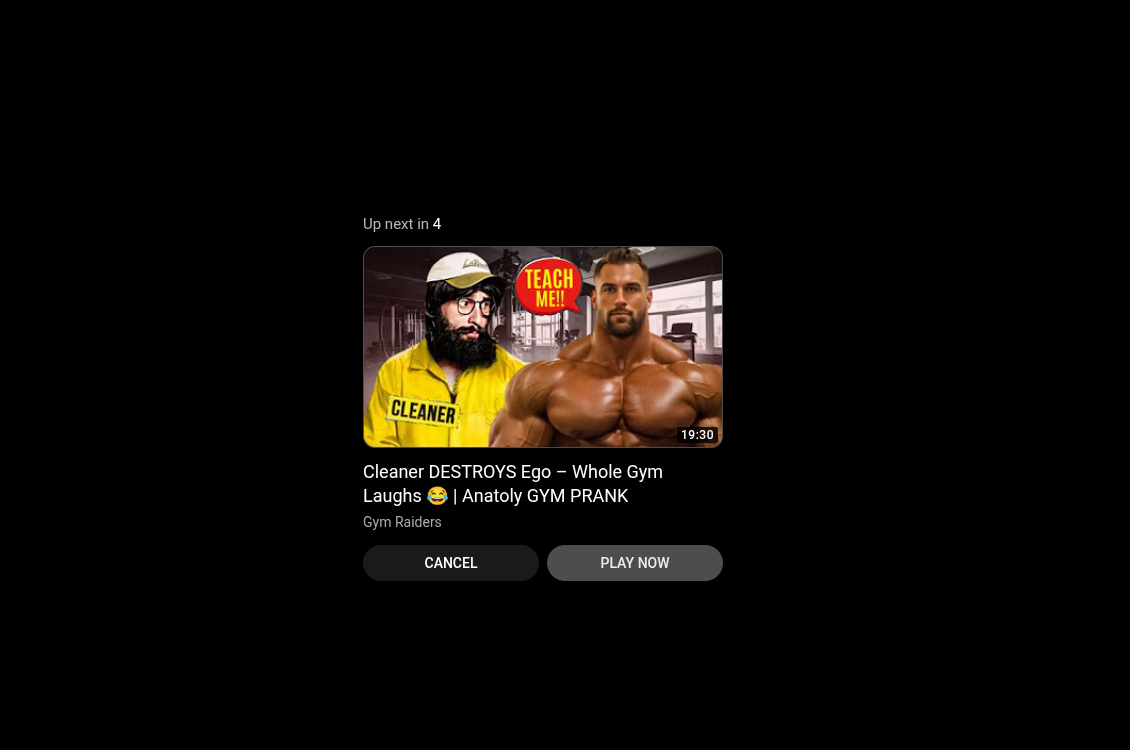 Up next in 4
TEACH
ME!!
CLEANER
19:30
Cleaner DESTROYS Ego – Whole Gym
Laughs 😂 | Anatoly GYM PRANK
Gym Raiders
CANCEL
PLAY NOW